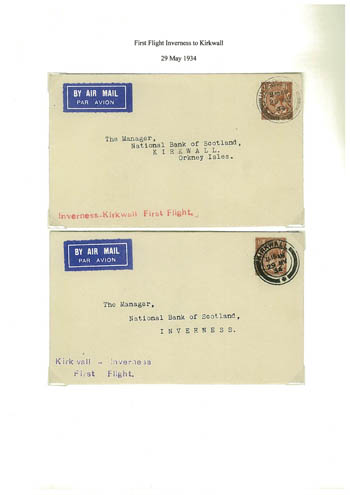 First Flight Inverness to Kirkwall
29 May 1934
BY AIR MAIL
PAR AVION
The Manager,
National Bank of Scotland,
KIRKWALL.
Orkney Isles.
Inverness-Kirkwall First Flight.
BY AIR MAIL
PAR AVION
KIRKWALL
The Manager,
National Bank of Scotland,
INVERNESS.
Kirkwall - Inverness
First Flight.